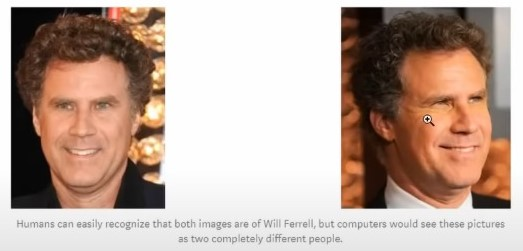 Humans can easily recognize that both images are of Will Ferrell, but computers would see these pictures
as two completely different people.